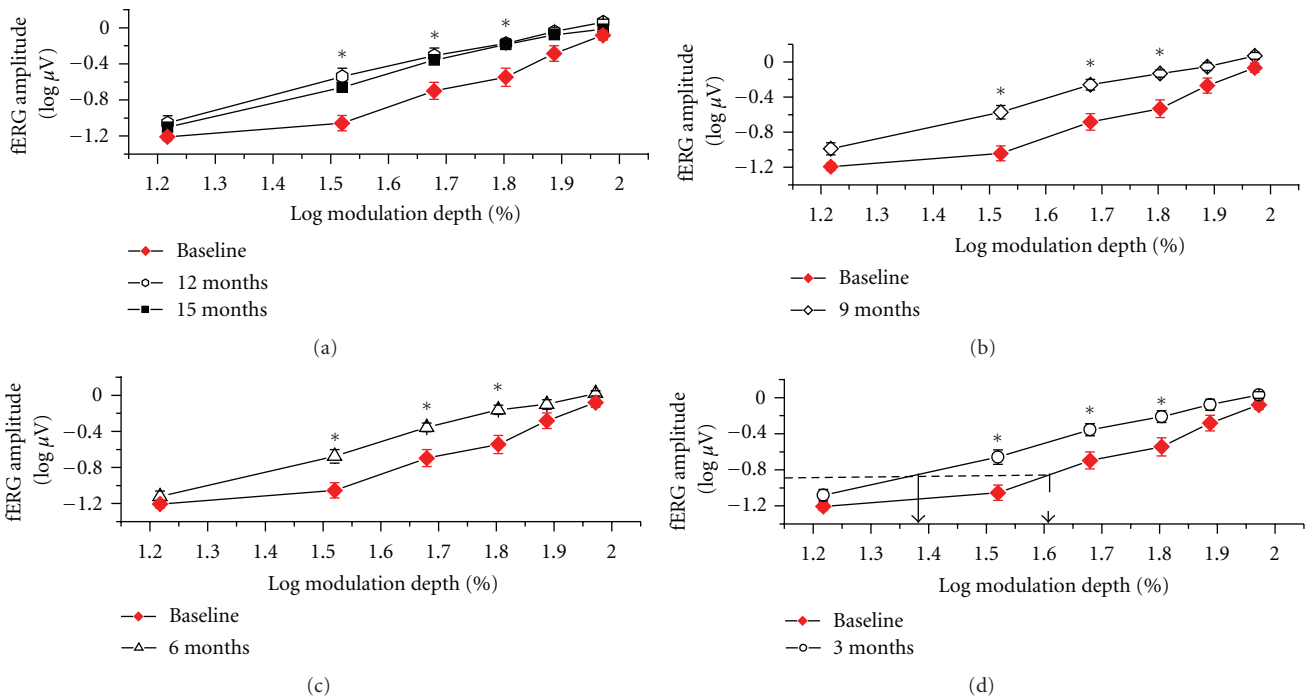 fERG amplitude
(log μV)
0
−0.4
−0.8
−1.2
* * *
1.2 1.3 1.4 1.5 1.6 1.7 1.8 1.9 2
Log modulation depth (%)
Baseline
12 months
15 months
(a)
fERG amplitude
(log μV)
0
−0.4
−0.8
−1.2
* * *
1.2 1.3 1.4 1.5 1.6 1.7 1.8 1.9 2
Log modulation depth (%)
Baseline
9 months
(b)
fERG amplitude
(log μV)
0
−0.4
−0.8
−1.2
* * *
1.2 1.3 1.4 1.5 1.6 1.7 1.8 1.9 2
Log modulation depth (%)
Baseline
6 months
(c)
fERG amplitude
(log μV)
0
−0.4
−0.8
−1.2
* * *
1.2 1.3 1.4 1.5 1.6 1.7 1.8 1.9 2
Log modulation depth (%)
Baseline
3 months
(d)